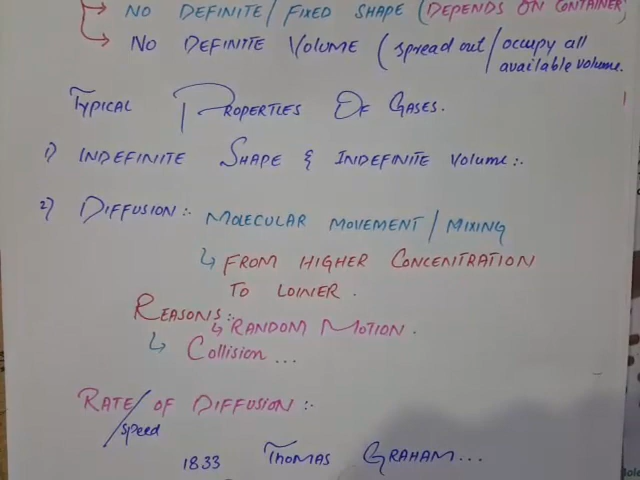 ↳ NO DEFINITE / FIXED SHAPE (DEPENDS ON CONTAINER
↳ NO DEFINITE VOLUME (spread out / occupy all
available volume.
TYPICAL PROPERTIES OF GASES.
1) INDEFINITE SHAPE & INDEFINITE Volume:.
2) DIFFUSION:. MOLECULAR MOVEMENT / MIXING
↳ FROM HIGHER CONCENTRATION
TO LOINER.
REASONS:.
↳ RANDOM MOTION.
↳ Collision ...
RATE / OF DIFFUSION:.
speed
1833 THOMAS GRAHAM...